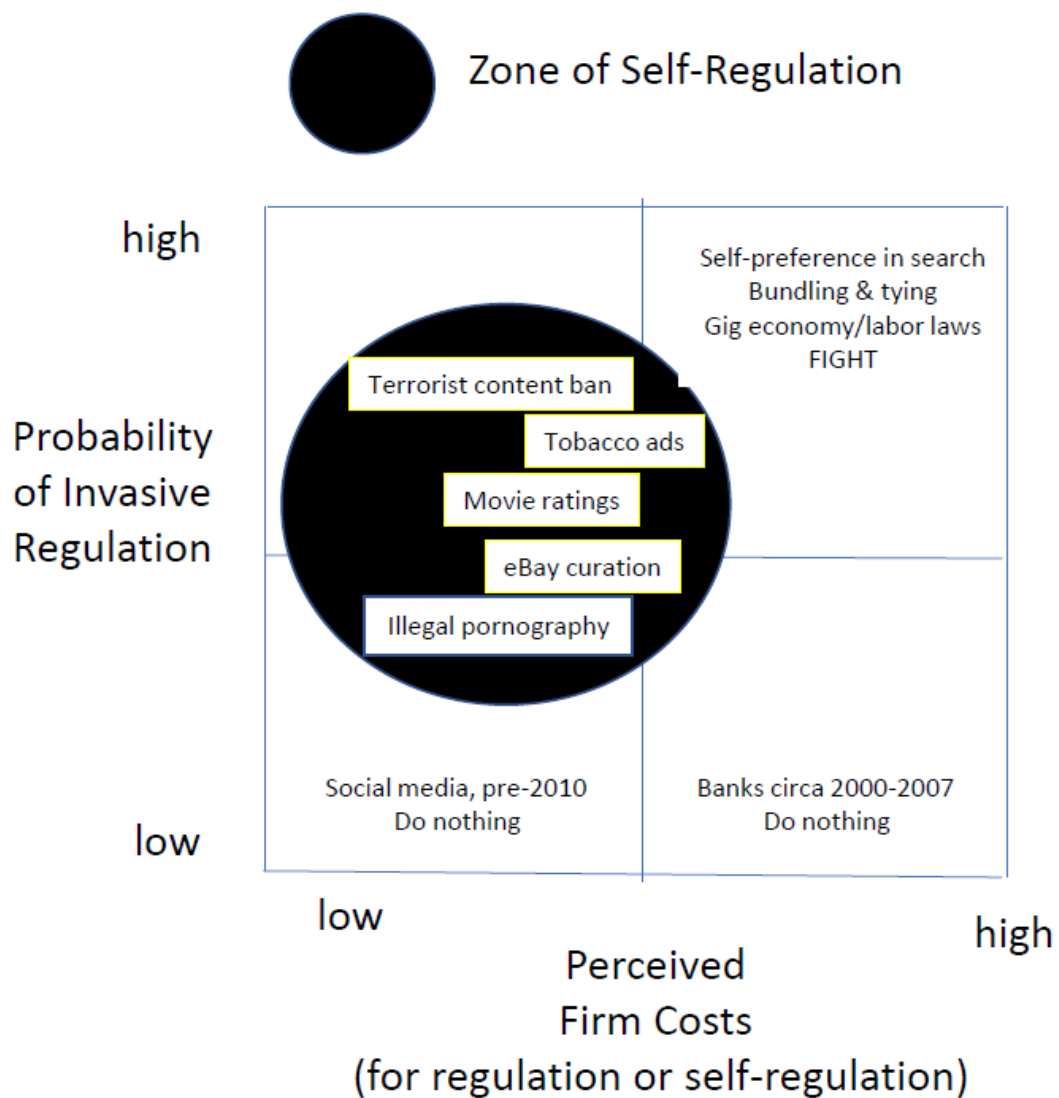 Zone of Self-Regulation
high
Probability
of Invasive
Regulation
low
Self-preference in search
Bundling & tying
Gig economy/labor laws
FIGHT
Terrorist content ban
Tobacco ads
Movie ratings
eBay curation
Illegal pornography
Social media, pre-2010
Do nothing
Banks circa 2000-2007
Do nothing
low
high
Perceived
Firm Costs
(for regulation or self-regulation)